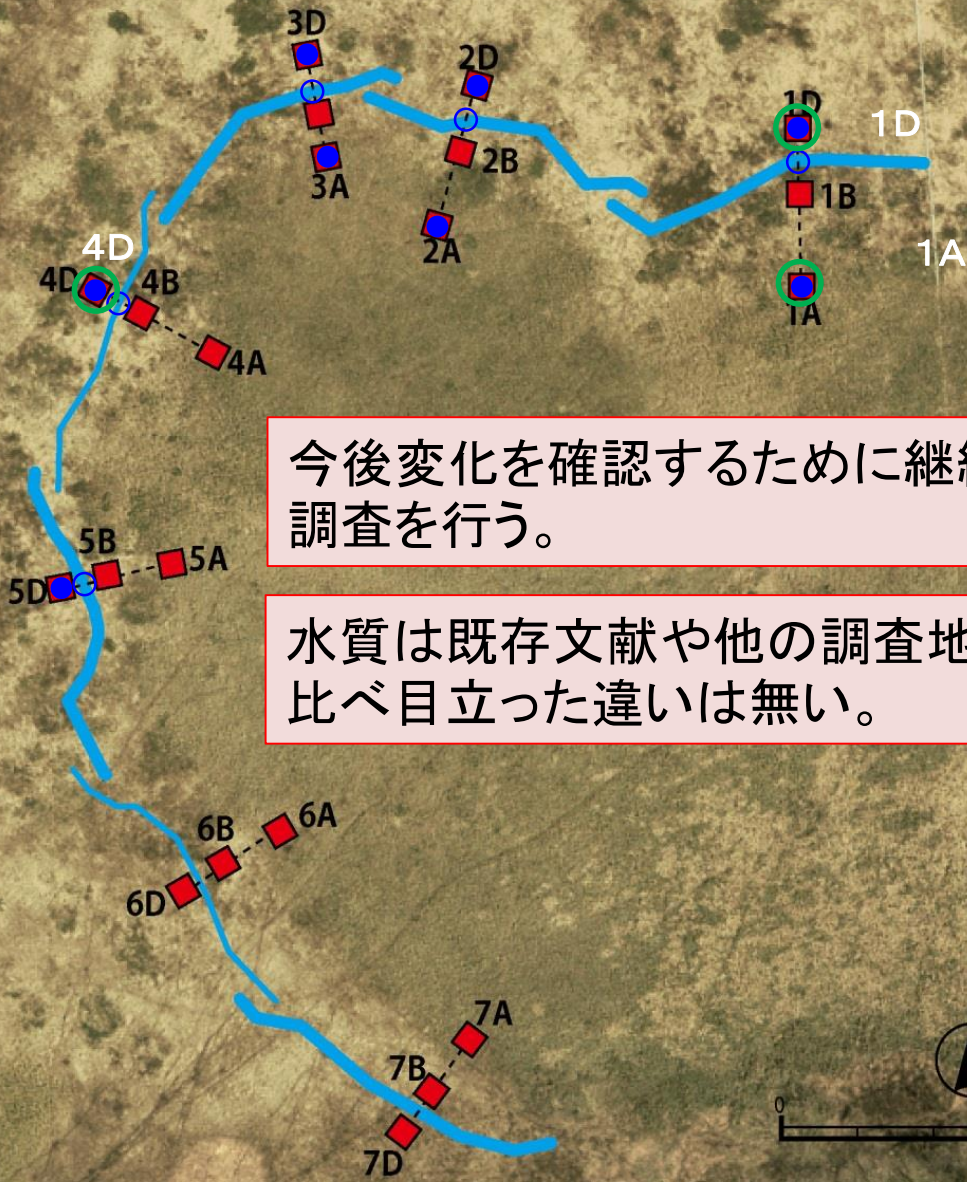 3D
2D
1D
1D
2B
3A
1B
2A
4D
1A
4D
4B
1A
4A
今後変化を確認するために継
調査を行う。
5B
5A
5D
水質は既存文献や他の調査地
比べ目立った違いは無い。
6A
6B
6D
7A
7B
0
7D